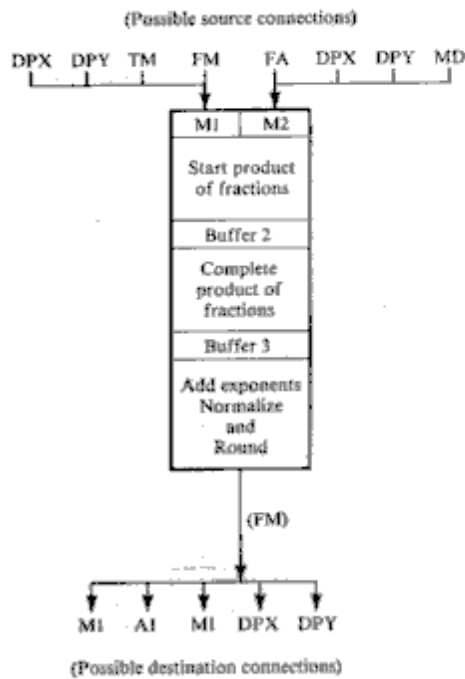 (Possible source connections)
DPX DPY TM FM FA DPX DPY MD
M1 M2
Start product
of fractions
Buffer 2
Complete
product of
fractions
Buffer 3
Add exponents
Normalize
and
Round
(FM)
M1 A1 MI DPX DPY
(Possible destination connections)